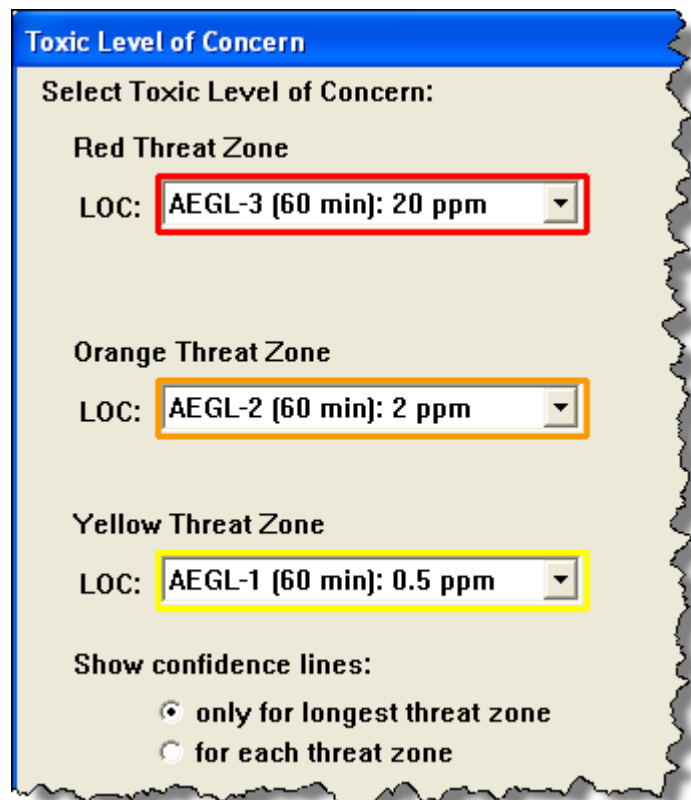 Toxic Level of Concern
Select Toxic Level of Concern:
Red Threat Zone
LOC: AEGL-3 (60 min): 20 ppm
Orange Threat Zone
LOC: AEGL-2 (60 min): 2 ppm
Yellow Threat Zone
LOC: AEGL-1 (60 min): 0.5 ppm
Show confidence lines:
only for longest threat zone
for each threat zone